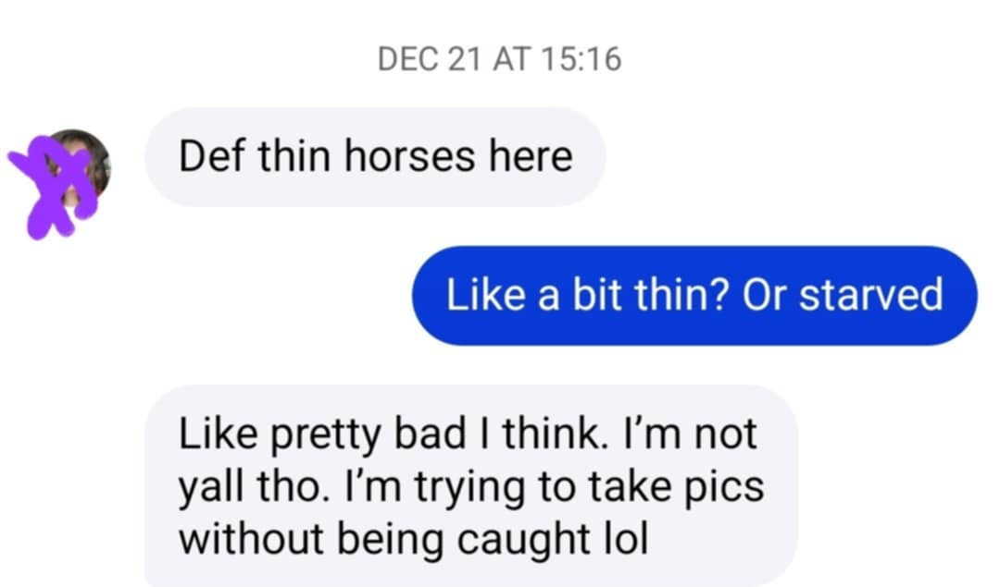 DEC 21 AT 15:16
Def thin horses here
Like a bit thin? Or starved
Like pretty bad I think. I’m not
yall tho. I’m trying to take pics
without being caught lol